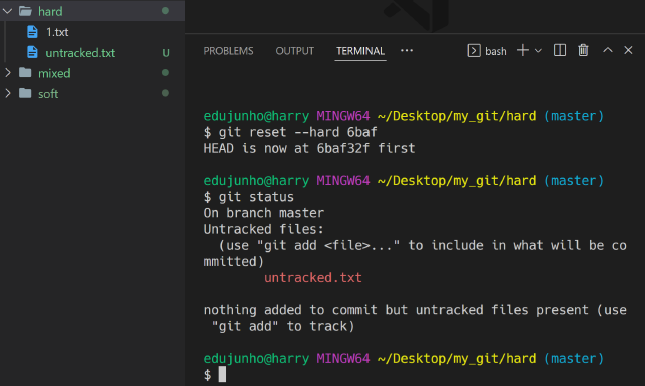 hard
1.txt
untracked.txt U
mixed
soft
PROBLEMS OUTPUT TERMINAL ··· bash
edujunho@harry MINGW64 ~/Desktop/my_git/hard (master)
$ git reset --hard 6baf
HEAD is now at 6baf32f first
edujunho@harry MINGW64 ~/Desktop/my_git/hard (master)
$ git status
On branch master
Untracked files:
(use "git add <file>..." to include in what will be co
mmitted)
untracked.txt
nothing added to commit but untracked files present (use
"git add" to track)
edujunho@harry MINGW64 ~/Desktop/my_git/hard (master)
$